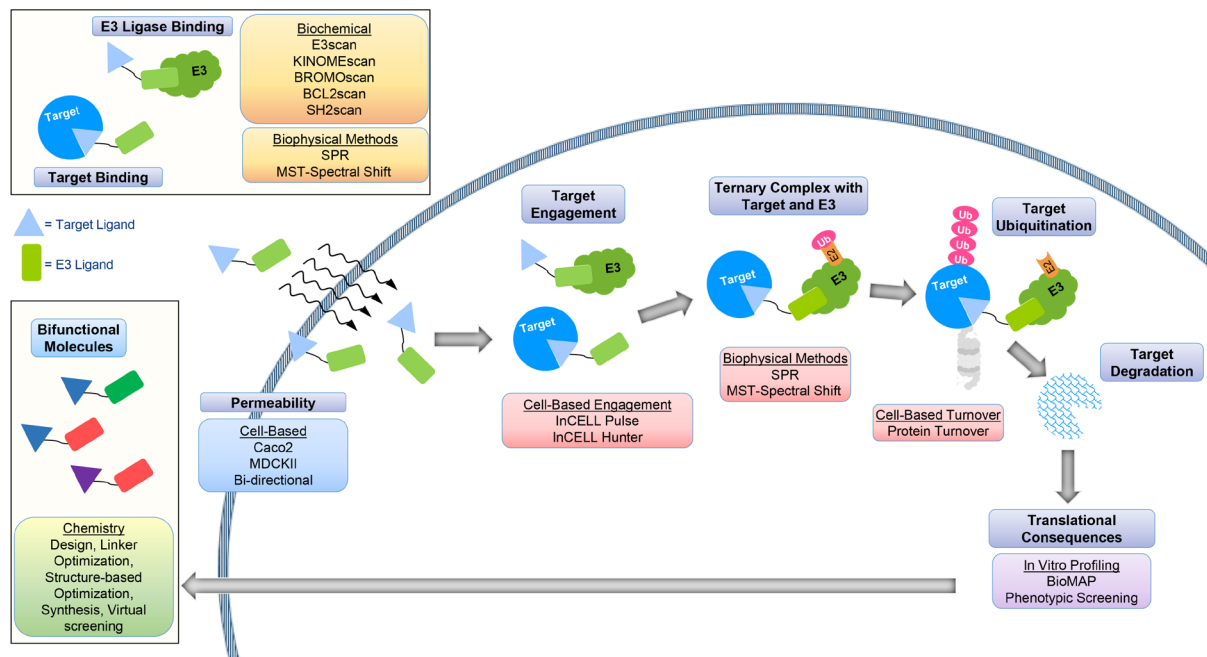 E3 Ligase Binding
E3
Target
Target Binding
Biochemical
E3scan
KINOMEscan
BROMOscan
BCL2scan
SH2scan
Biophysical Methods
SPR
MST-Spectral Shift
= Target Ligand
= E3 Ligand
Bifunctional
Molecules
Chemistry
Design, Linker
Optimization,
Structure-based
Optimization,
Synthesis, Virtual
screening
Permeability
Cell-Based
Caco2
MDCKII
Bi-directional
Target
Engagement
E3
Target
Cell-Based Engagement
InCELL Pulse
InCELL Hunter
Ternary Complex with
Target and E3
Ub
E2
E3
Target
Biophysical Methods
SPR
MST-Spectral Shift
Target
Ubiquitination
Ub
Ub
Ub
Ub
Target
E2
E3
Cell-Based Turnover
Protein Turnover
Target
Degradation
Translational
Consequences
In Vitro Profiling
BioMAP
Phenotypic Screening